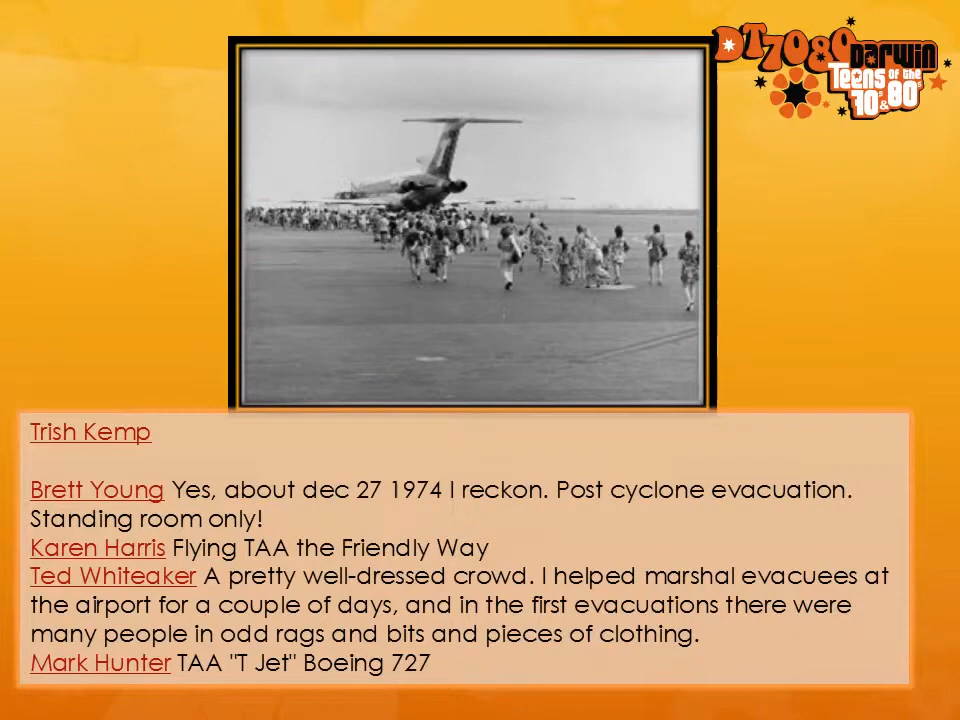 DT7080 Darwin
Teens of the
70s & 80s
Trish Kemp
Brett Young Yes, about dec 27 1974 I reckon. Post cyclone evacuation.
Standing room only!
Karen Harris Flying TAA the Friendly Way
Ted Whiteaker A pretty well-dressed crowd. I helped marshal evacuees at
the airport for a couple of days, and in the first evacuations there were
many people in odd rags and bits and pieces of clothing.
Mark Hunter TAA "T Jet" Boeing 727